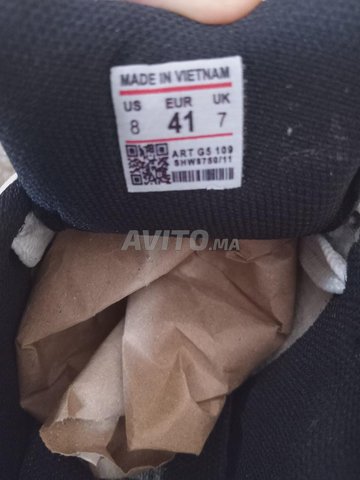 MADE IN VIETNAM
US EUR UK
8 41 7
ART G5 109
SHW8750/11
AVITO.MA